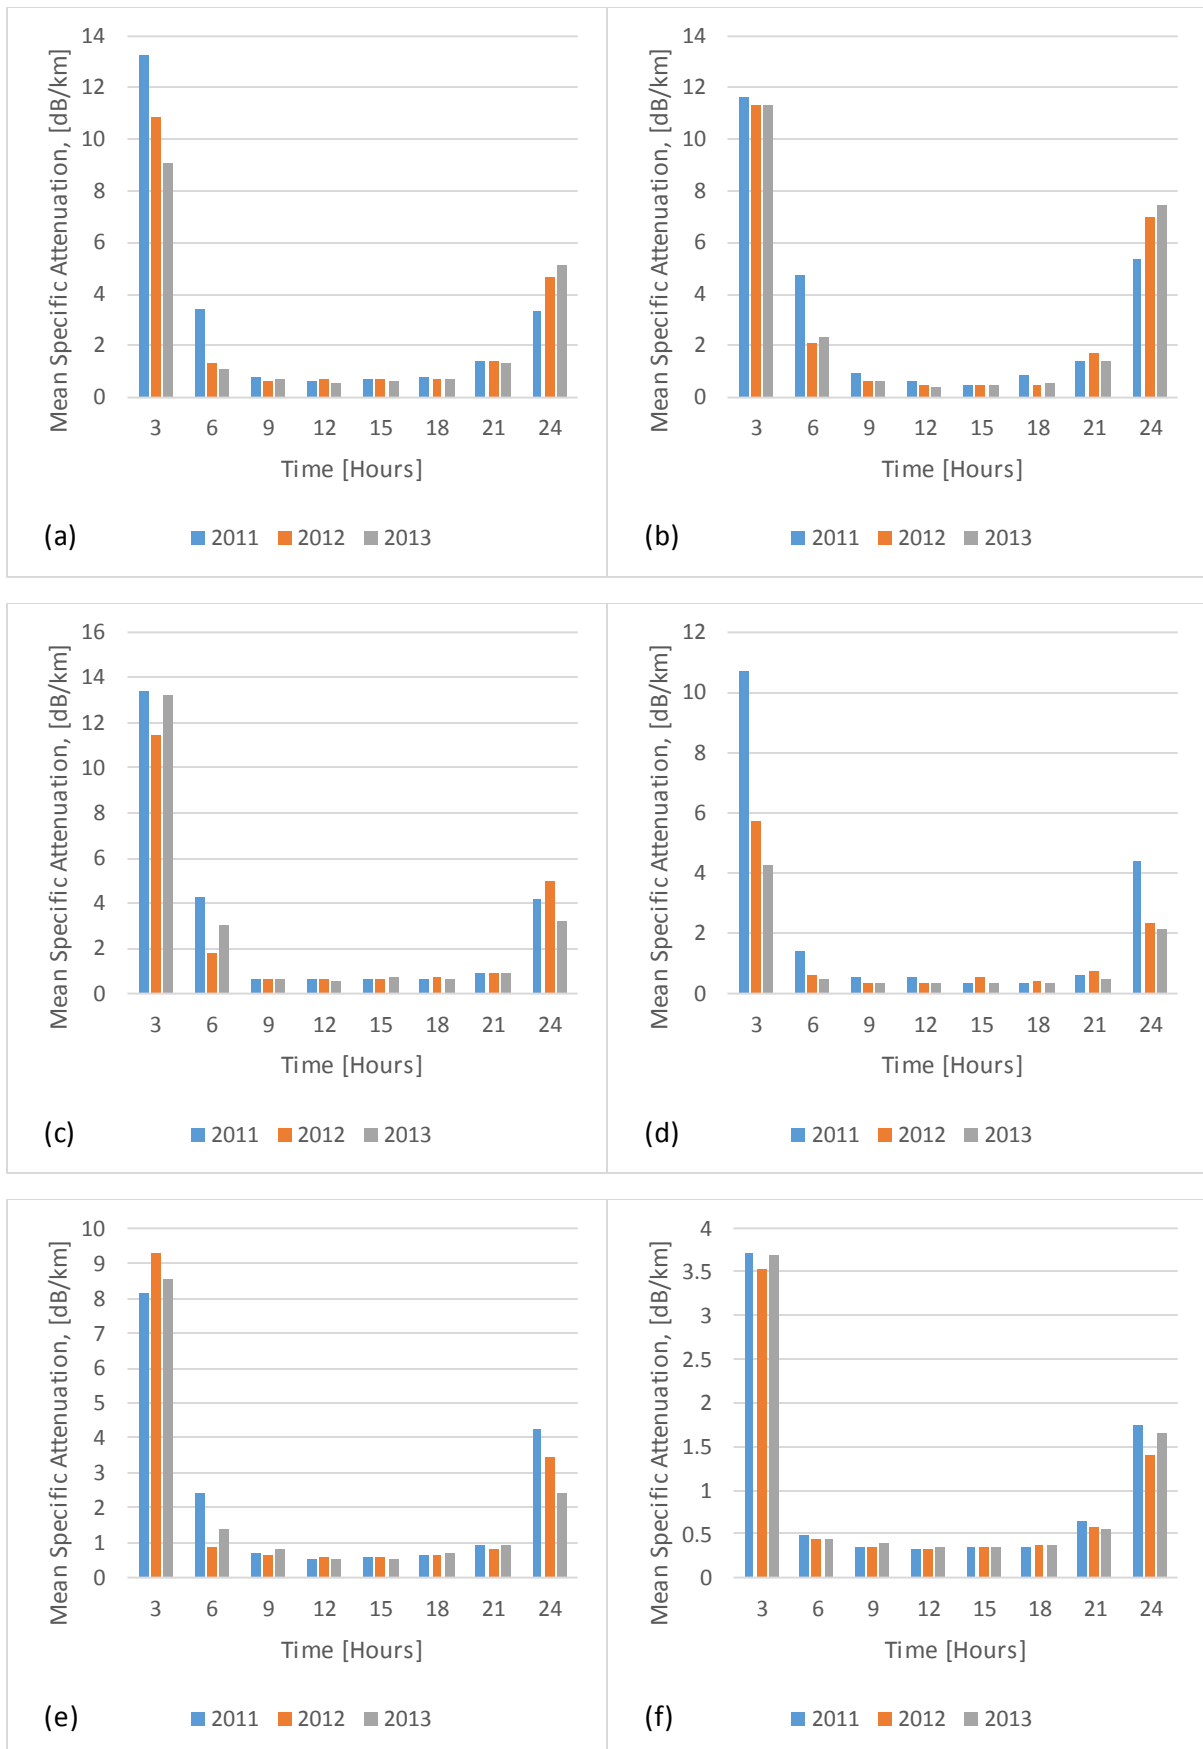 Mean Specific Attenuation, [dB/km]
14
12
10
8
6
4
2
0
3 6 9 12 15 18 21 24
Time [Hours]
(a) 2011 2012 2013
Mean Specific Attenuation, [dB/km]
14
12
10
8
6
4
2
0
3 6 9 12 15 18 21 24
Time [Hours]
(b) 2011 2012 2013
Mean Specific Attenuation, [dB/km]
16
14
12
10
8
6
4
2
0
3 6 9 12 15 18 21 24
Time [Hours]
(c) 2011 2012 2013
Mean Specific Attenuation, [dB/km]
12
10
8
6
4
2
0
3 6 9 12 15 18 21 24
Time [Hours]
(d) 2011 2012 2013
Mean Specific Attenuation, [dB/km]
10
9
8
7
6
5
4
3
2
1
0
3 6 9 12 15 18 21 24
Time [Hours]
(e) 2011 2012 2013
Mean Specific Attenuation, [dB/km]
4
3.5
3
2.5
2
1.5
1
0.5
0
3 6 9 12 15 18 21 24
Time [Hours]
(f) 2011 2012 2013